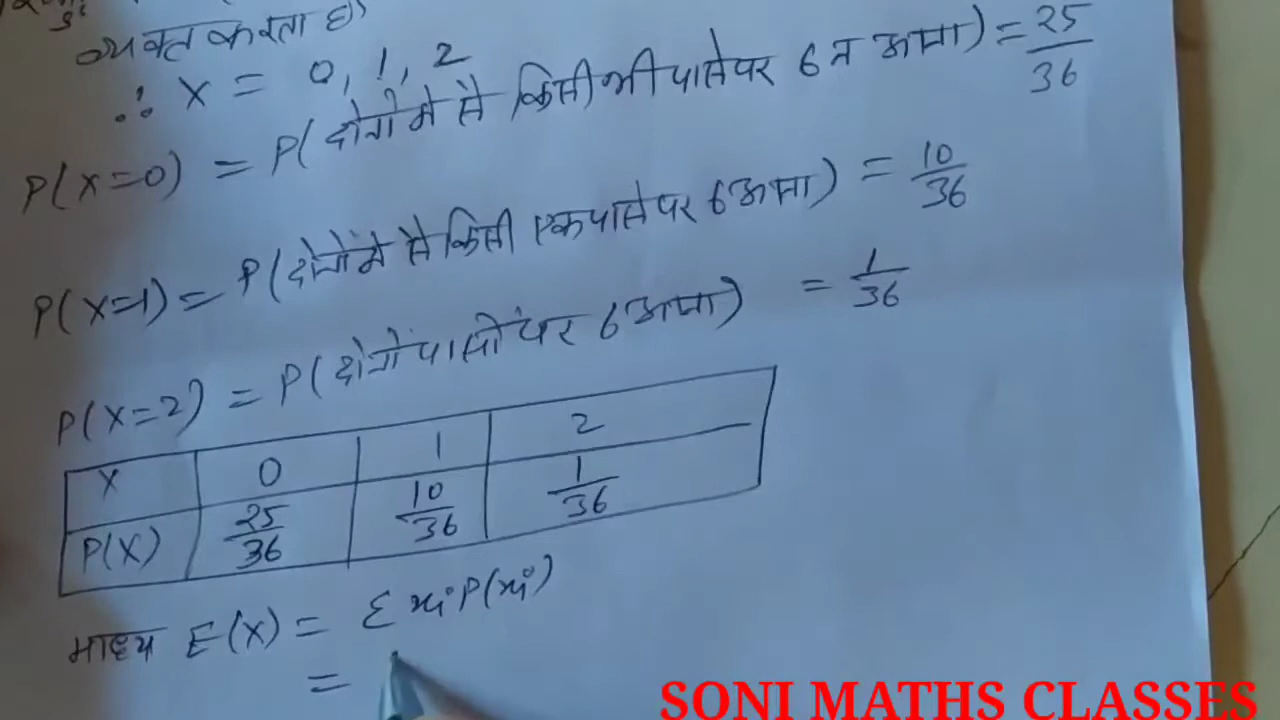 व्यक्त करता है
∴ X = 0, 1, 2
P(X=0) = P(दोनों में से किसी भी पासे पर 6 न आना) = 25/36
P(X=1) = P(दोनों में से किसी एक पासे पर 6 आना) = 10/36
P(X=2) = P(दोनों पासों पर 6 आना) = 1/36
X 0 1 2
P(X) 25/36 10/36 1/36
माध्य E(X) = Σ xi P(xi)
=
SONI MATHS CLASSES